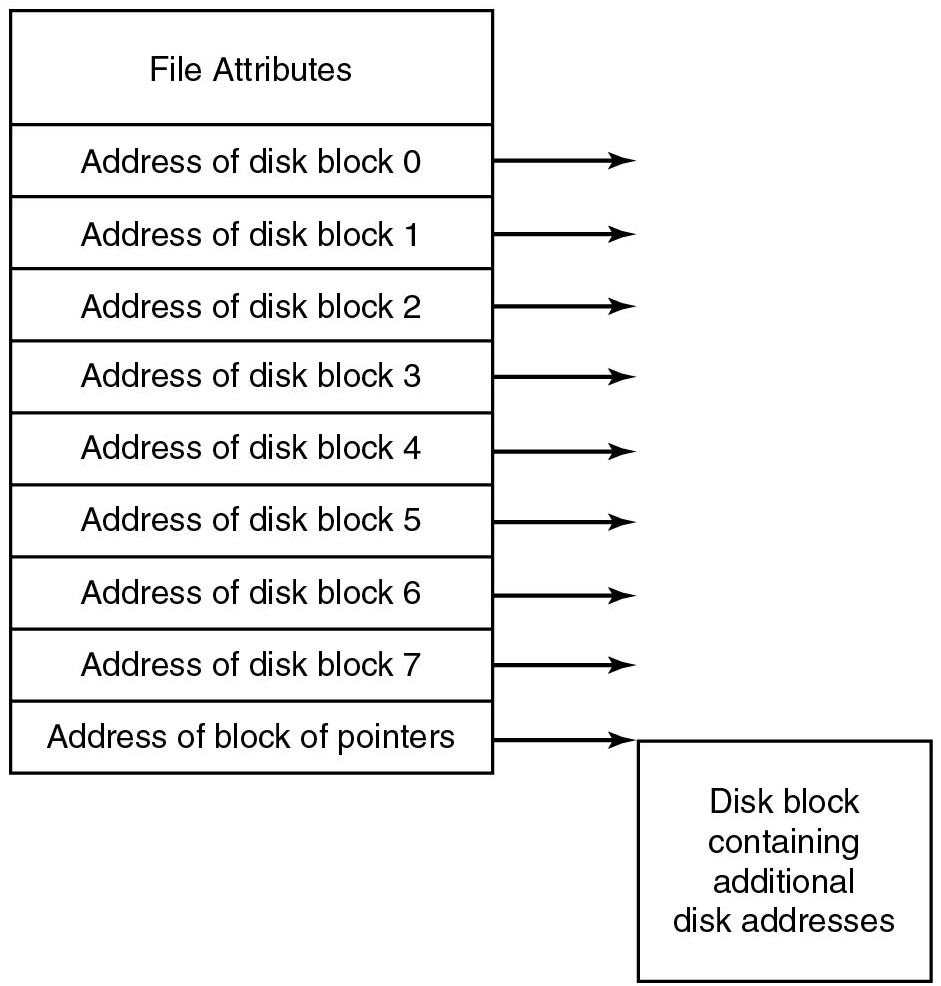 File Attributes
Address of disk block 0
Address of disk block 1
Address of disk block 2
Address of disk block 3
Address of disk block 4
Address of disk block 5
Address of disk block 6
Address of disk block 7
Address of block of pointers
Disk block
containing
additional
disk addresses